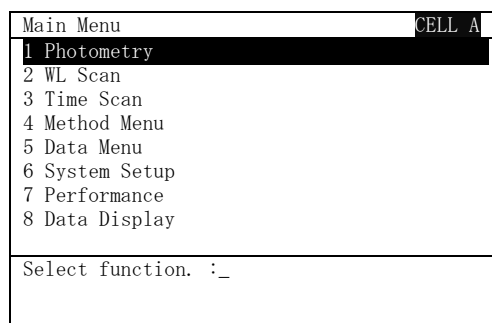 Main Menu CELL A
1 Photometry
2 WL Scan
3 Time Scan
4 Method Menu
5 Data Menu
6 System Setup
7 Performance
8 Data Display
Select function. :_